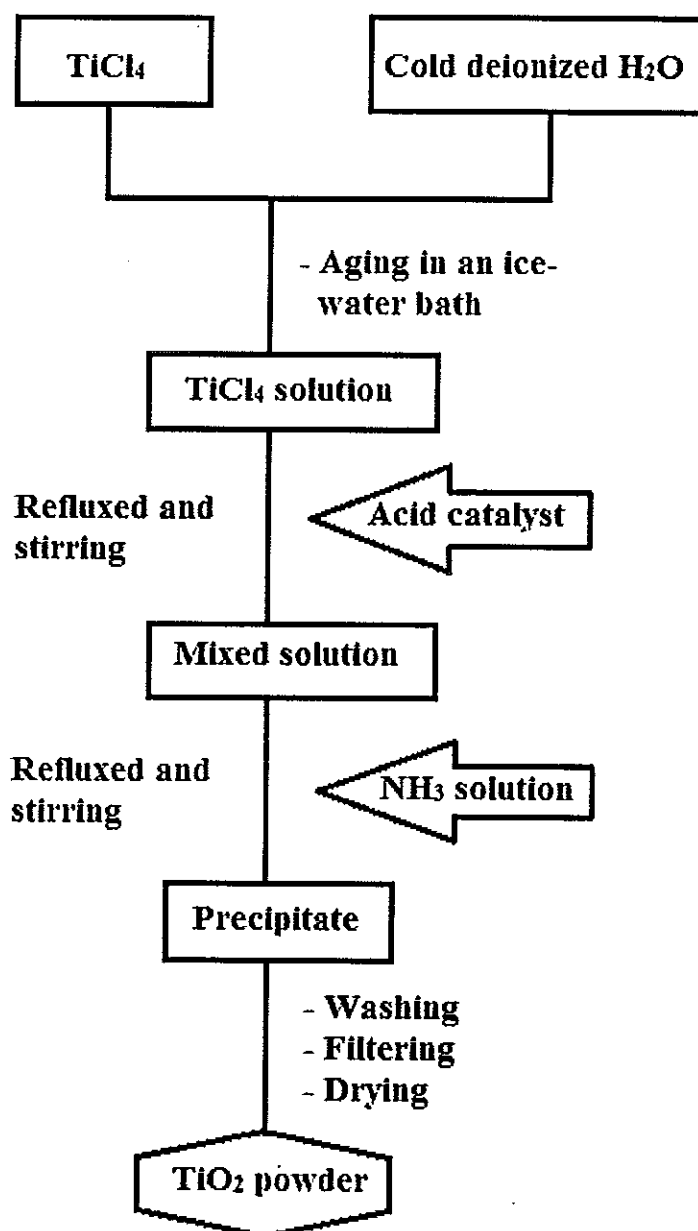 TiCl₄
Cold deionized H₂O
- Aging in an ice-
water bath
TiCl₄ solution
Refluxed and
stirring
Acid catalyst
Mixed solution
Refluxed and
stirring
NH₃ solution
Precipitate
- Washing
- Filtering
- Drying
TiO₂ powder